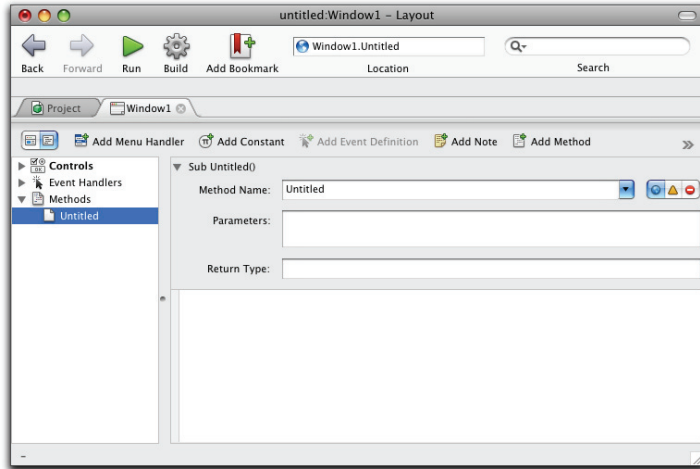 untitled:Window1 – Layout
Window1.Untitled
Back Forward Run Build Add Bookmark Location Search
Project Window1
Add Menu Handler Add Constant Add Event Definition Add Note Add Method
Controls
Event Handlers
Methods
Untitled
Sub Untitled()
Method Name: Untitled
Parameters:
Return Type: